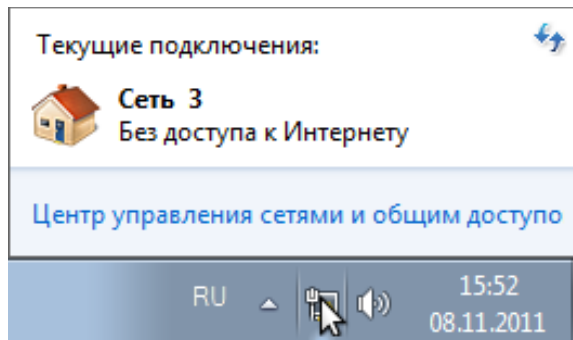 Текущие подключения:
Сеть 3
Без доступа к Интернету
Центр управления сетями и общим доступо
RU
15:52
08.11.2011